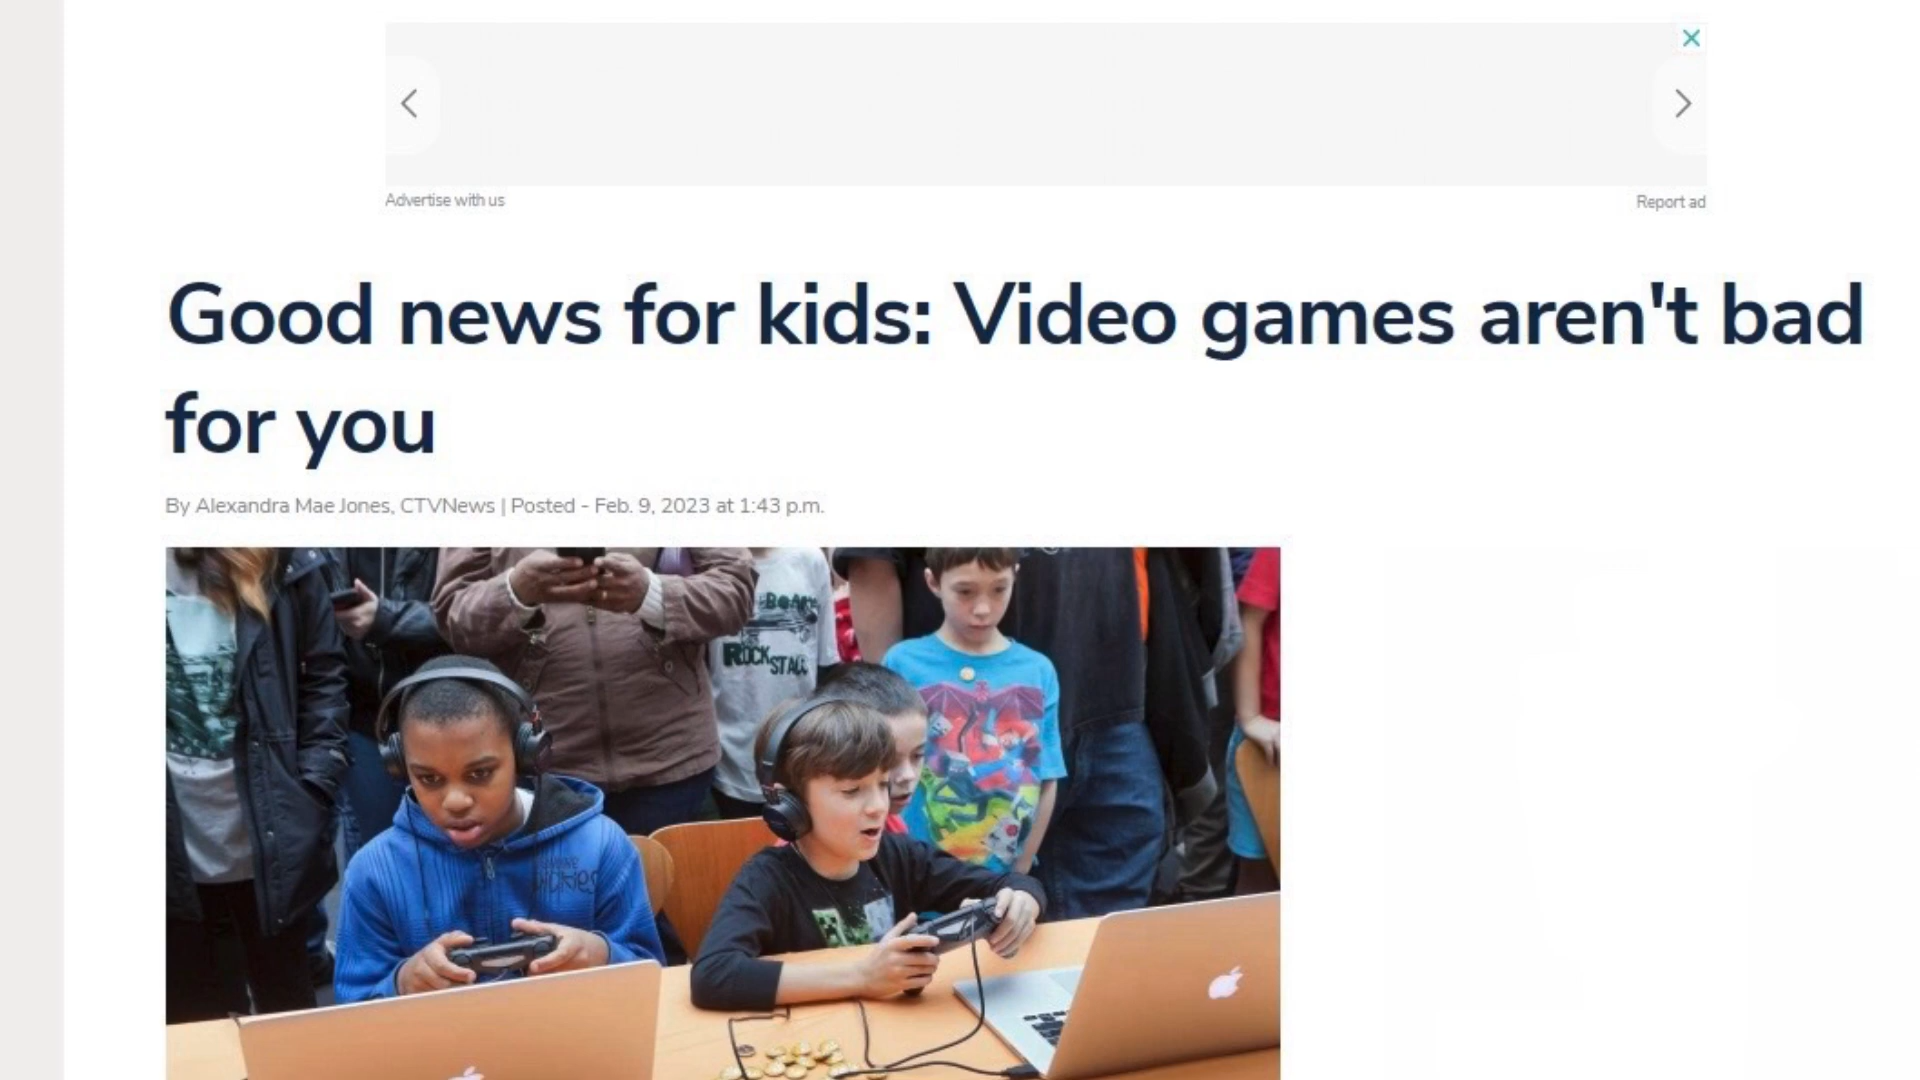 Advertise with us
Report ad
Good news for kids: Video games aren't bad
for you
By Alexandra Mae Jones, CTVNews | Posted - Feb. 9, 2023 at 1:43 p.m.
ROCK
STALL